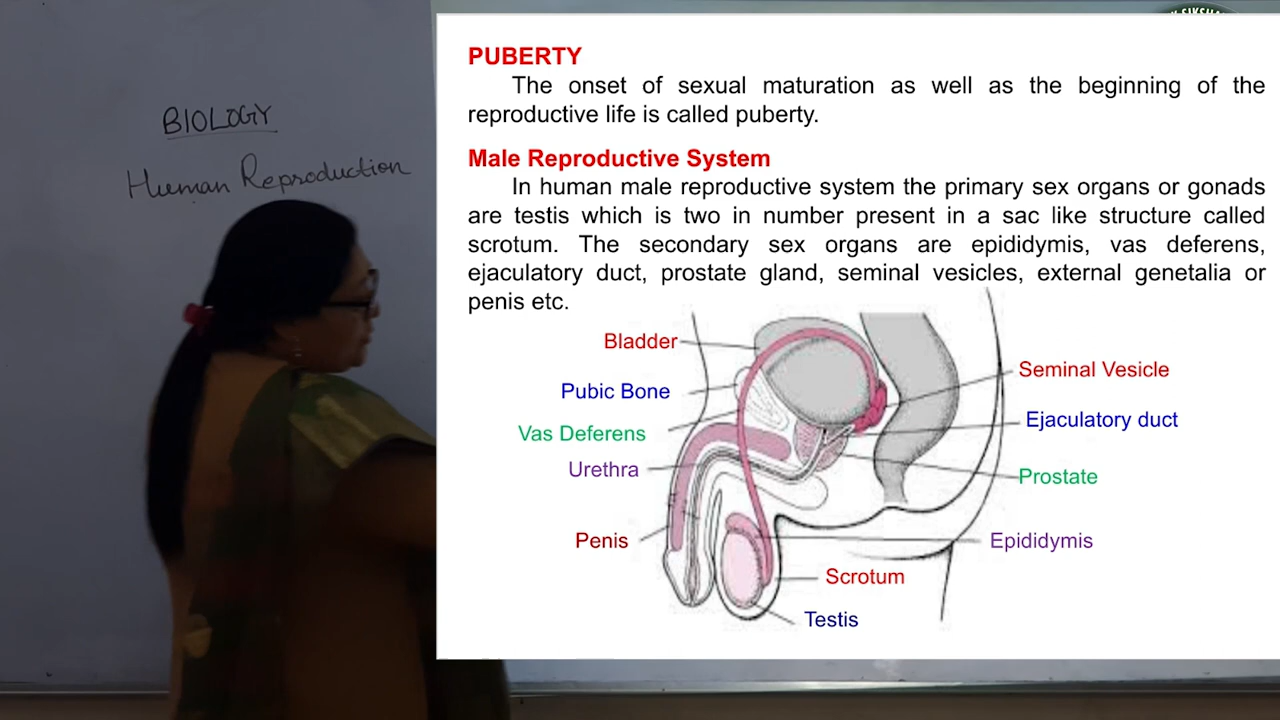 BIOLOGY
Human Reproduction
PUBERTY
The onset of sexual maturation as well as the beginning of the
reproductive life is called puberty.
Male Reproductive System
In human male reproductive system the primary sex organs or gonads
are testis which is two in number present in a sac like structure called
scrotum. The secondary sex organs are epididymis, vas deferens,
ejaculatory duct, prostate gland, seminal vesicles, external genetalia or
penis etc.
Bladder
Pubic Bone
Vas Deferens
Urethra
Penis
Seminal Vesicle
Ejaculatory duct
Prostate
Epididymis
Scrotum
Testis